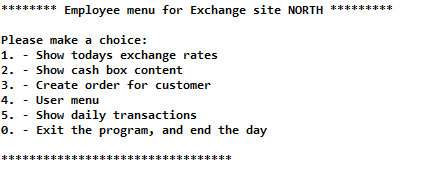 ******** Employee menu for Exchange site NORTH *********
Please make a choice:
1. - Show todays exchange rates
2. - Show cash box content
3. - Create order for customer
4. - User menu
5. - Show daily transactions
0. - Exit the program, and end the day
*********************************